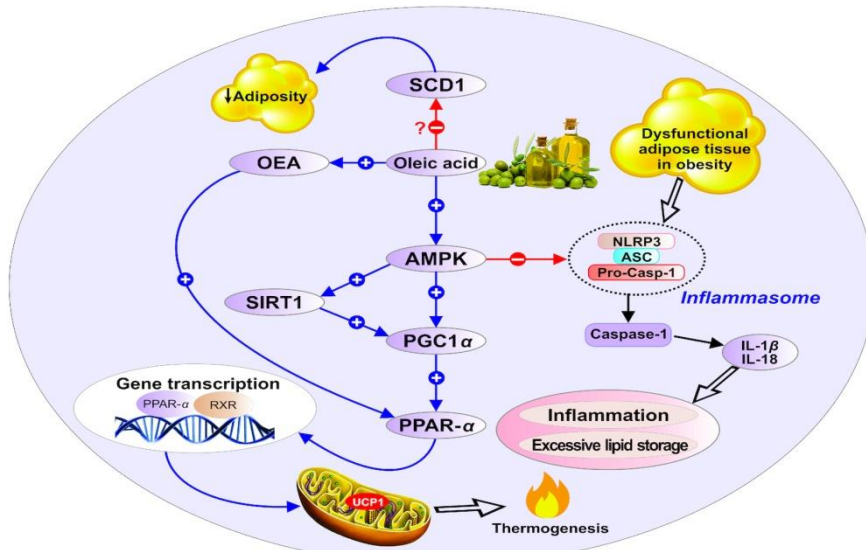 SCD1
↓Adiposity
?
Dysfunctional
adipose tissue
in obesity
OEA
Oleic acid
NLRP3
ASC
Pro-Casp-1
AMPK
Inflammasome
SIRT1
PGC1α
Caspase-1
IL-1β
IL-18
Gene transcription
PPAR-α
RXR
PPAR-α
Inflammation
Excessive lipid storage
UCP1
Thermogenesis